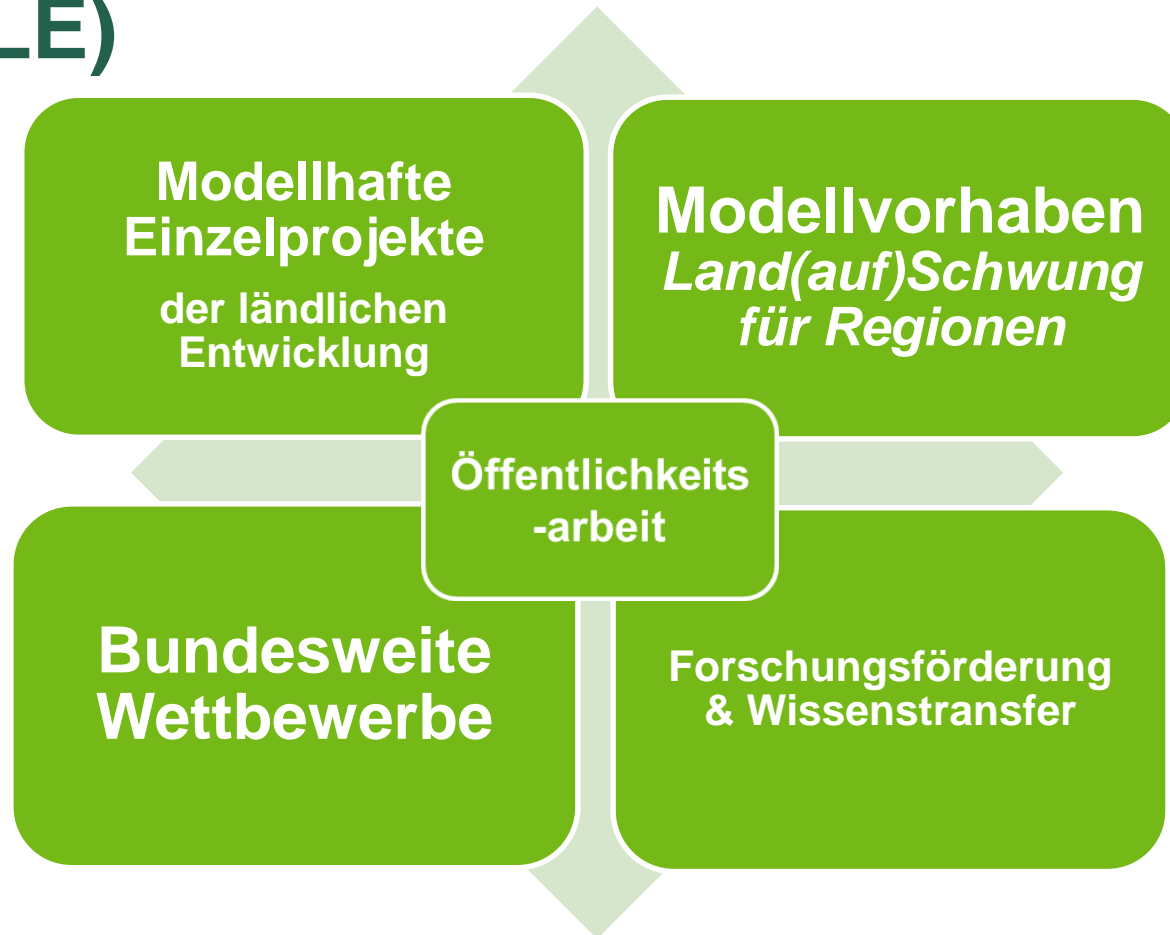 LE)
Modellhafte
Einzelprojekte
der ländlichen
Entwicklung
Modellvorhaben
Land(auf)Schwung
für Regionen
Öffentlichkeits
-arbeit
Bundesweite
Wettbewerbe
Forschungsförderung
& Wissenstransfer